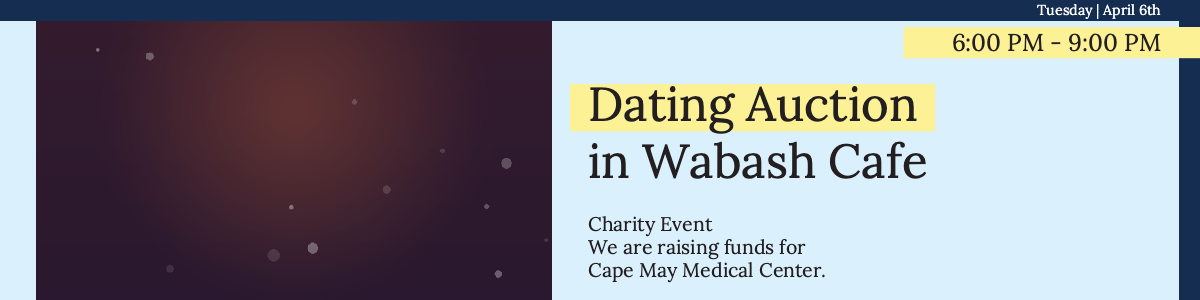 Tuesday | April 6th
6:00 PM - 9:00 PM
Dating Auction
in Wabash Cafe
Charity Event
We are raising funds for
Cape May Medical Center.